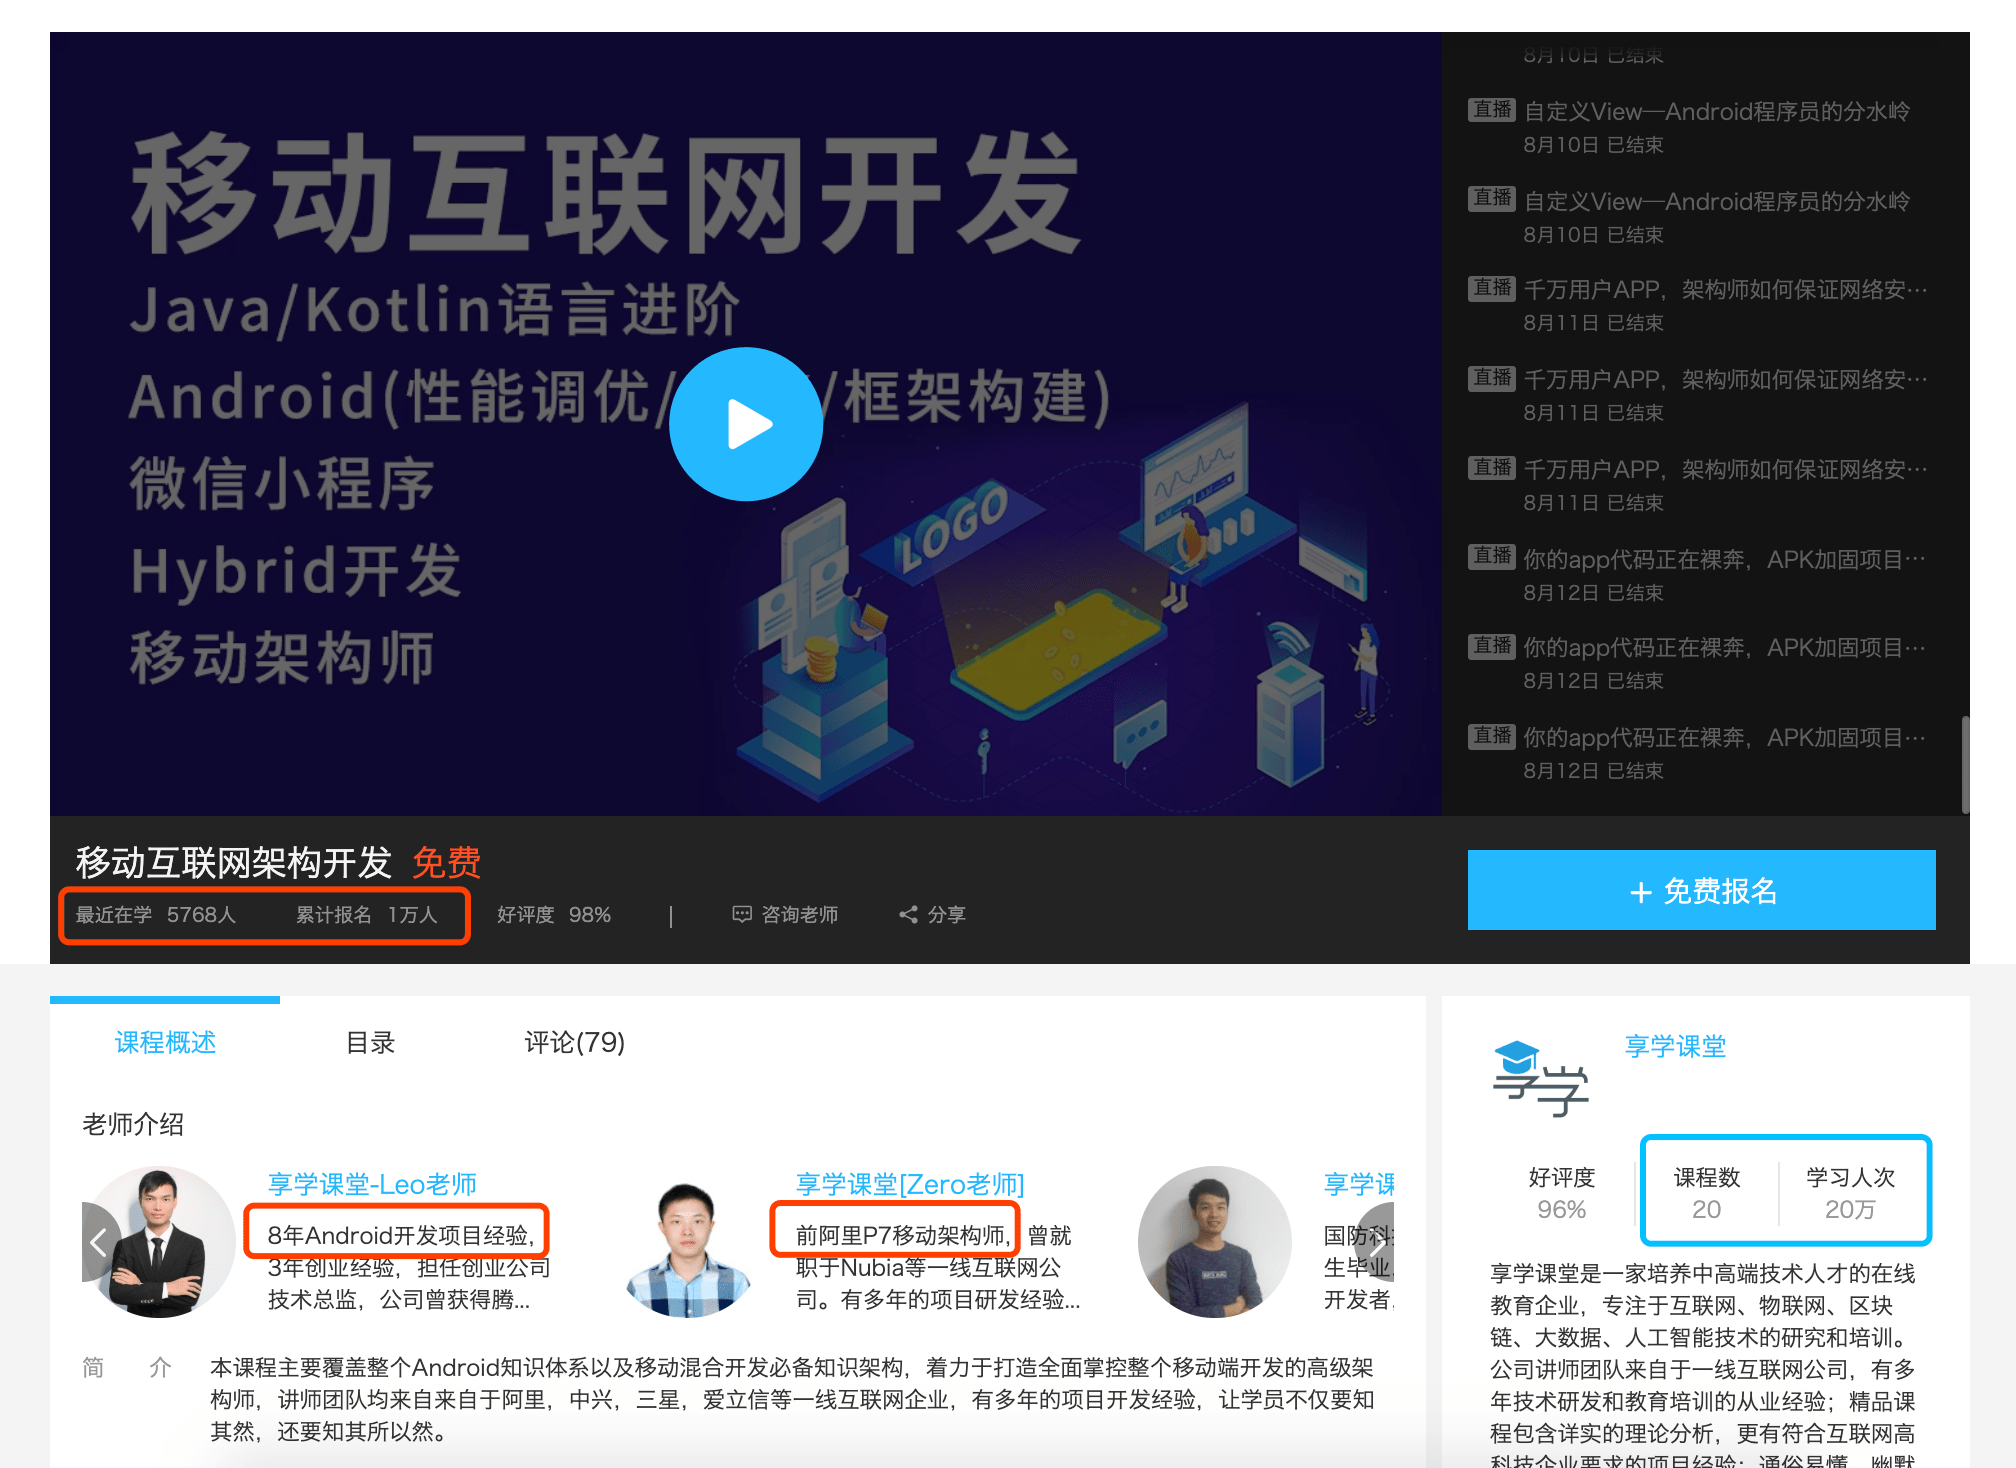 移动互联网开发
Java/Kotlin语言进阶
Android(性能调优/ /框架构建)
微信小程序
Hybrid开发
移动架构师
LOGO
8月10日 已结束
直播 自定义View—Android程序员的分水岭
8月10日 已结束
直播 自定义View—Android程序员的分水岭
8月10日 已结束
直播 千万用户APP，架构师如何保证网络安…
8月11日 已结束
直播 千万用户APP，架构师如何保证网络安…
8月11日 已结束
直播 千万用户APP，架构师如何保证网络安…
8月11日 已结束
直播 你的app代码正在裸奔，APK加固项目…
8月12日 已结束
直播 你的app代码正在裸奔，APK加固项目…
8月12日 已结束
直播 你的app代码正在裸奔，APK加固项目…
8月12日 已结束
移动互联网架构开发 免费
最近在学 5768人 累计报名 1万人 好评度 98% | 咨询老师 分享
+ 免费报名
课程概述 目录 评论(79)
老师介绍
享学课堂-Leo老师
8年Android开发项目经验，
3年创业经验，担任创业公司
技术总监，公司曾获得腾...
享学课堂[Zero老师]
前阿里P7移动架构师，曾就
职于Nubia等一线互联网公
司。有多年的项目研发经验...
享学课
国防科
生毕业
开发者，
简 介 本课程主要覆盖整个Android知识体系以及移动混合开发必备知识架构，着力于打造全面掌控整个移动端开发的高级架
构师，讲师团队均来自来自于阿里，中兴，三星，爱立信等一线互联网企业，有多年的项目开发经验，让学员不仅要知
其然，还要知其所以然。
享学
享学课堂
好评度 课程数 学习人次
96% 20 20万
享学课堂是一家培养中高端技术人才的在线
教育企业，专注于互联网、物联网、区块
链、大数据、人工智能技术的研究和培训。
公司讲师团队来自于一线互联网公司，有多
年技术研发和教育培训的从业经验；精品课
程包含详实的理论分析，更有符合互联网高
科技企业要求的项目经验；通俗易懂、幽默